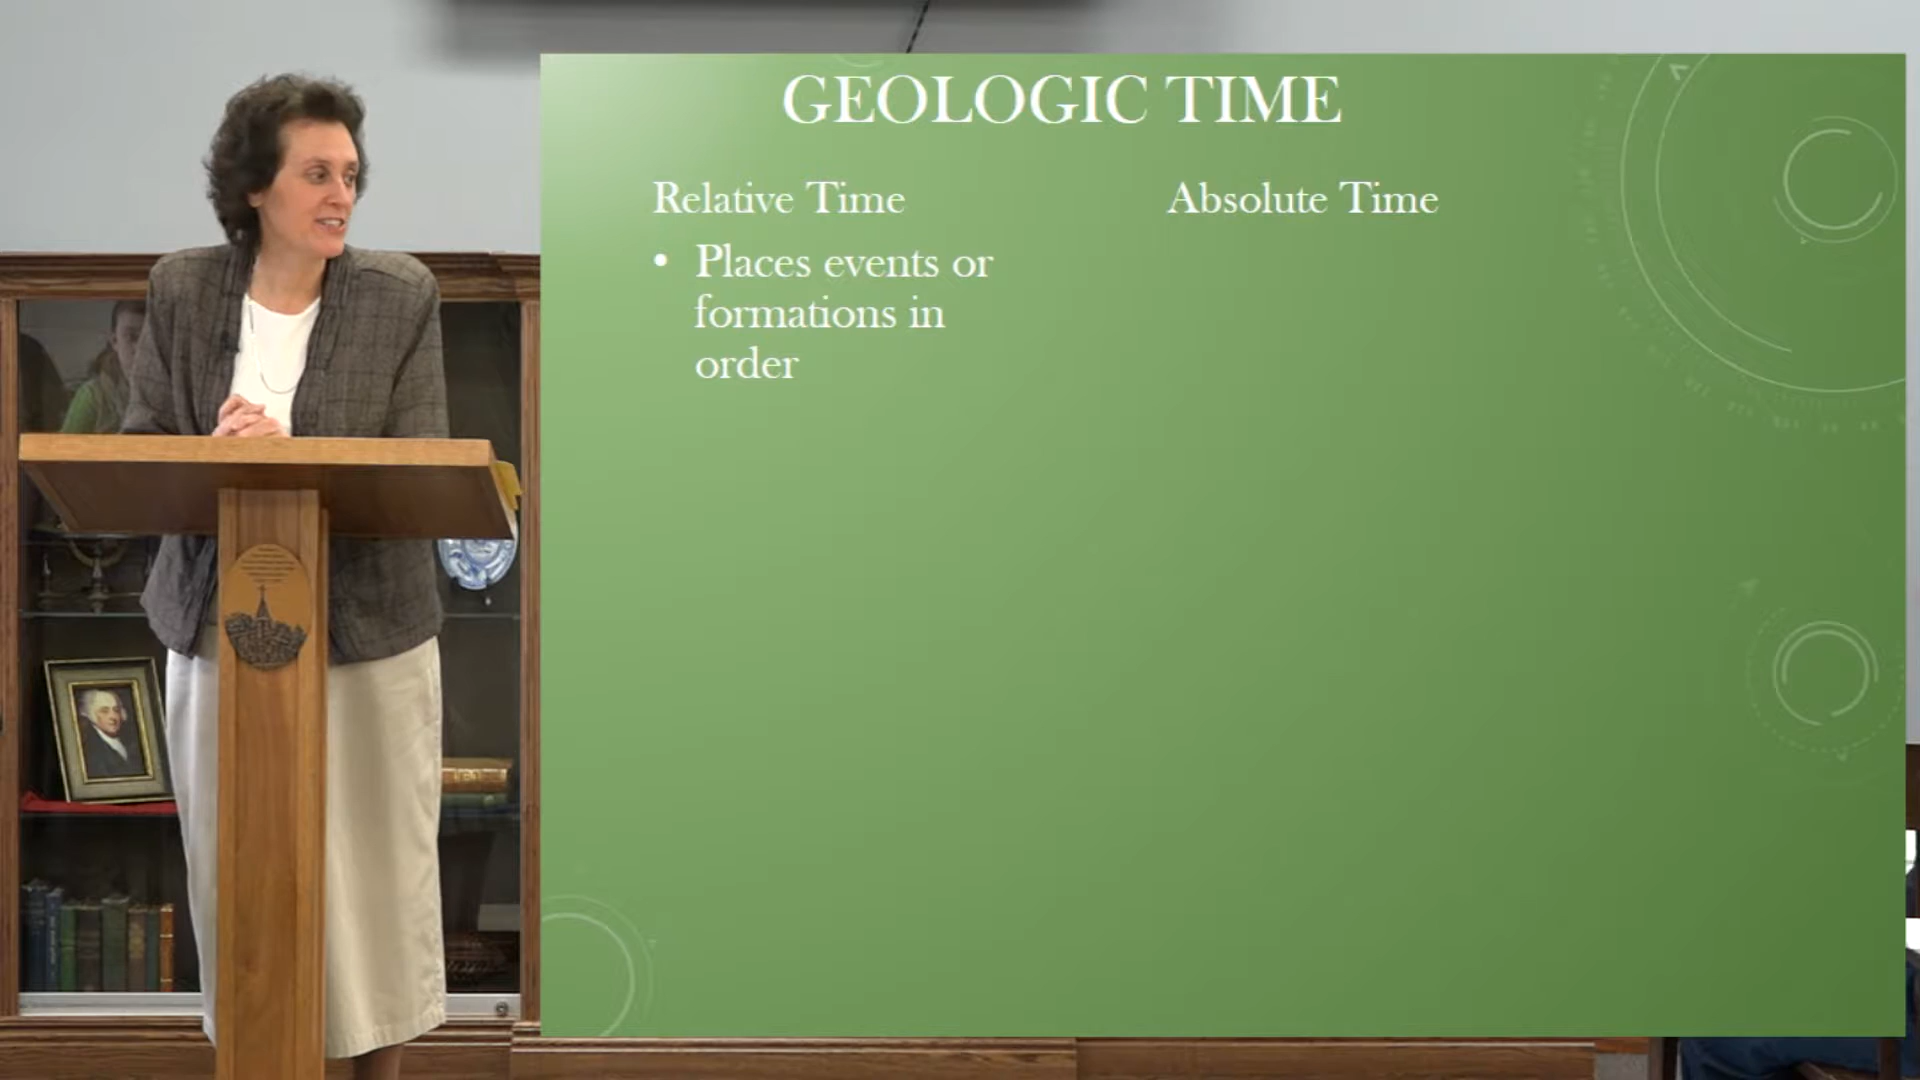 GEOLOGIC TIME
Relative Time
• Places events or
formations in
order
Absolute Time